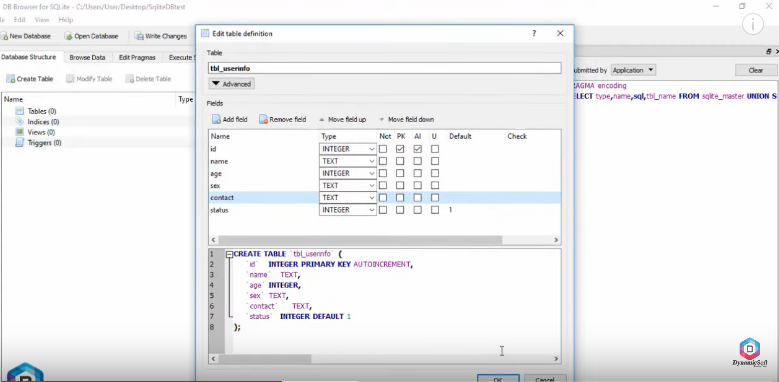 DB Browser for SQLite - C:/Users/User/Desktop/SqliteDBtest
Edit View Help
New Database Open Database Write Changes
Database Structure Browse Data Edit Pragmas Execute S
Create Table Modify Table Delete Table
Name Type
Tables (0)
Indices (0)
Views (0)
Triggers (0)
Edit table definition
Table
tbl_userinfo
Advanced
Fields
Add field Remove field Move field up Move field down
Name Type Not PK AI U Default Check
id INTEGER
name TEXT
age INTEGER
sex TEXT
contact TEXT
status INTEGER 1
1 CREATE TABLE `tbl_userinfo` (
2 `id` INTEGER PRIMARY KEY AUTOINCREMENT,
3 `name` TEXT,
4 `age` INTEGER,
5 `sex` TEXT,
6 `contact` TEXT,
7 `status` INTEGER DEFAULT 1
8 );
OK Cancel
ubmitted by Application Clear
RAGMA encoding
ELECT type,name,sql,tbl_name FROM sqlite_master UNION S